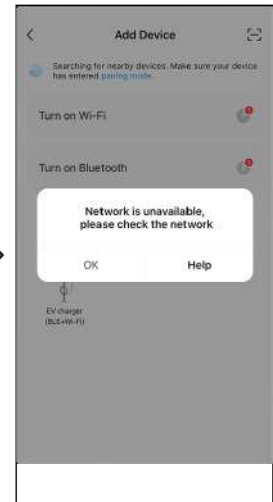 Add Device
Searching for nearby devices. Make sure your device
has entered pairing mode.
Turn on Wi-Fi
Turn on Bluetooth
Network is unavailable,
please check the network
OK
Help
EV charger
(BLE+Wi-Fi)